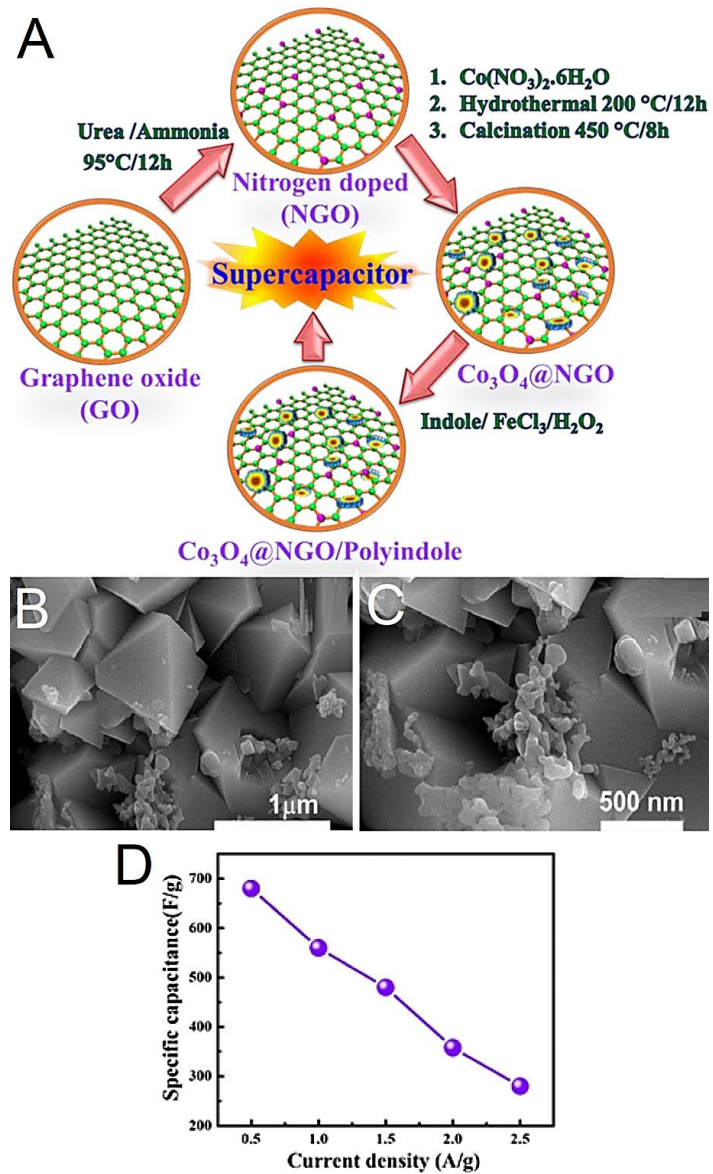 A
Urea /Ammonia
95°C/12h
Nitrogen doped
(NGO)
1. Co(NO₃)₂.6H₂O
2. Hydrothermal 200 °C/12h
3. Calcination 450 °C/8h
Supercapacitor
Graphene oxide
(GO)
Co₃O₄@NGO
Indole/ FeCl₃/H₂O₂
Co₃O₄@NGO/Polyindole
B
1μm
C
500 nm
D
Specific capacitance(F/g)
700
600
500
400
300
200
0.5 1.0 1.5 2.0 2.5
Current density (A/g)